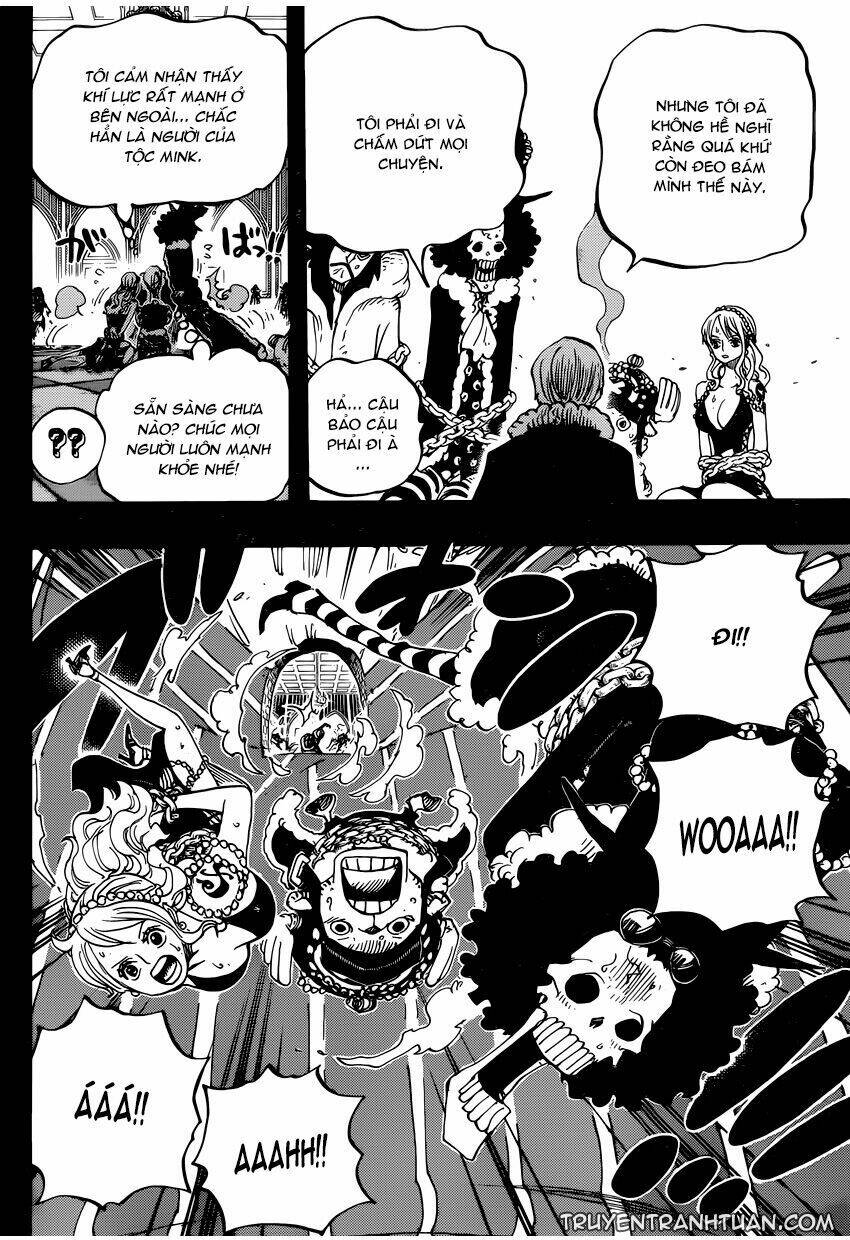 NHƯNG TÔI ĐÃ
KHÔNG HỀ NGHĨ
RẰNG QUÁ KHỨ
CÒN ĐEO BÁM
MÌNH THẾ NÀY.
TÔI PHẢI ĐI VÀ
CHẤM DỨT MỌI
CHUYỆN.
HẢ... CẬU
BẢO CẬU
PHẢI ĐI À
...
TÔI CẢM NHẬN THẤY
KHÍ LỰC RẤT MẠNH Ở
BÊN NGOÀI... CHẮC
HẲN LÀ NGƯỜI CỦA
TỘC MINK.
ガ
ばっ!!
SẴN SÀNG CHƯA
NÀO? CHÚC MỌI
NGƯỜI LUÔN MẠNH
KHỎE NHÉ!
??
ĐI!!
WOOAAA!!
ÁÁÁ!!
AAAHH!!
TRUYENTRANHTUAN.COM